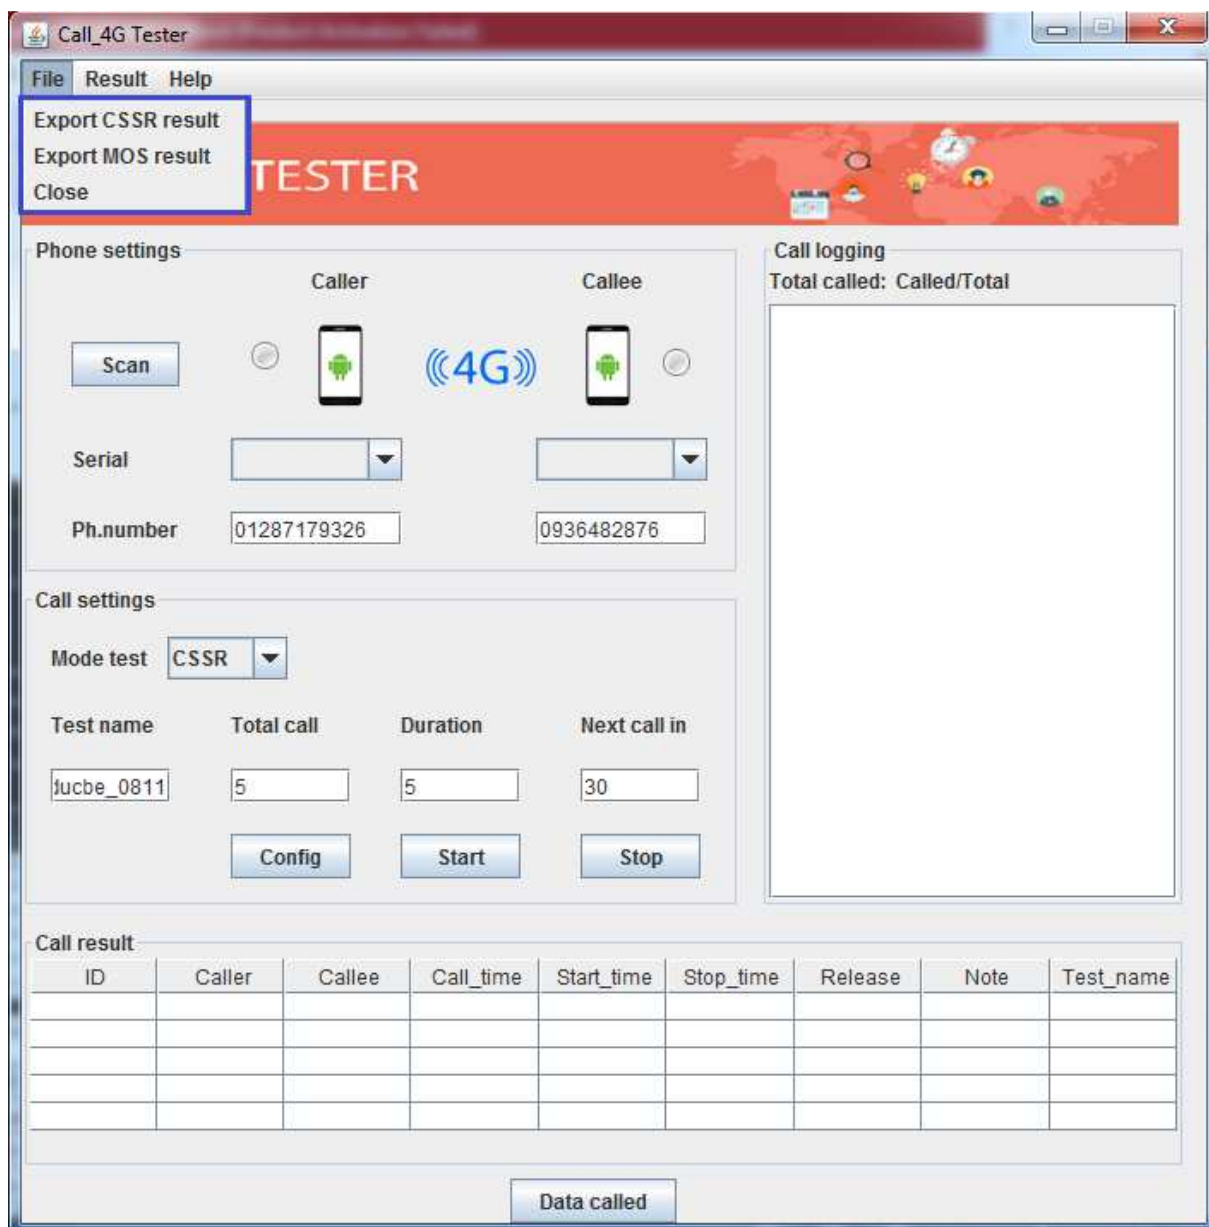 Call_4G Tester
File Result Help
Export CSSR result
Export MOS result
Close
TESTER
Phone settings
Caller Callee
Scan
4G
Serial
Ph.number 01287179326 0936482876
Call settings
Mode test CSSR
Test name Total call Duration Next call in
ducbe_0811 5 5 30
Config Start Stop
Call logging
Total called: Called/Total
Call result
ID Caller Callee Call_time Start_time Stop_time Release Note Test_name
Data called